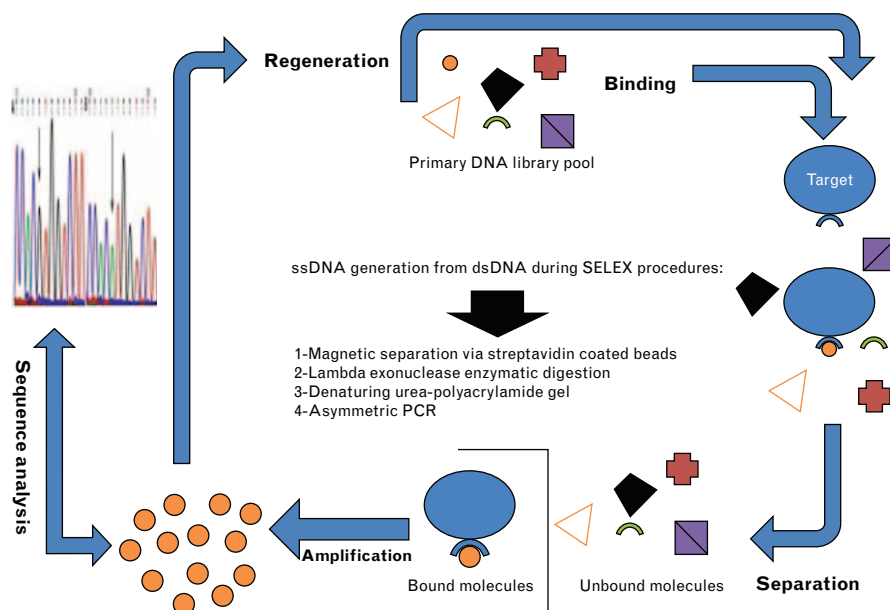 Regeneration
Binding
Primary DNA library pool
Target
ssDNA generation from dsDNA during SELEX procedures:
1-Magnetic separation via streptavidin coated beads
2-Lambda exonuclease enzymatic digestion
3-Denaturing urea-polyacrylamide gel
4-Asymmetric PCR
Sequence analysis
Amplification
Bound molecules
Unbound molecules
Separation